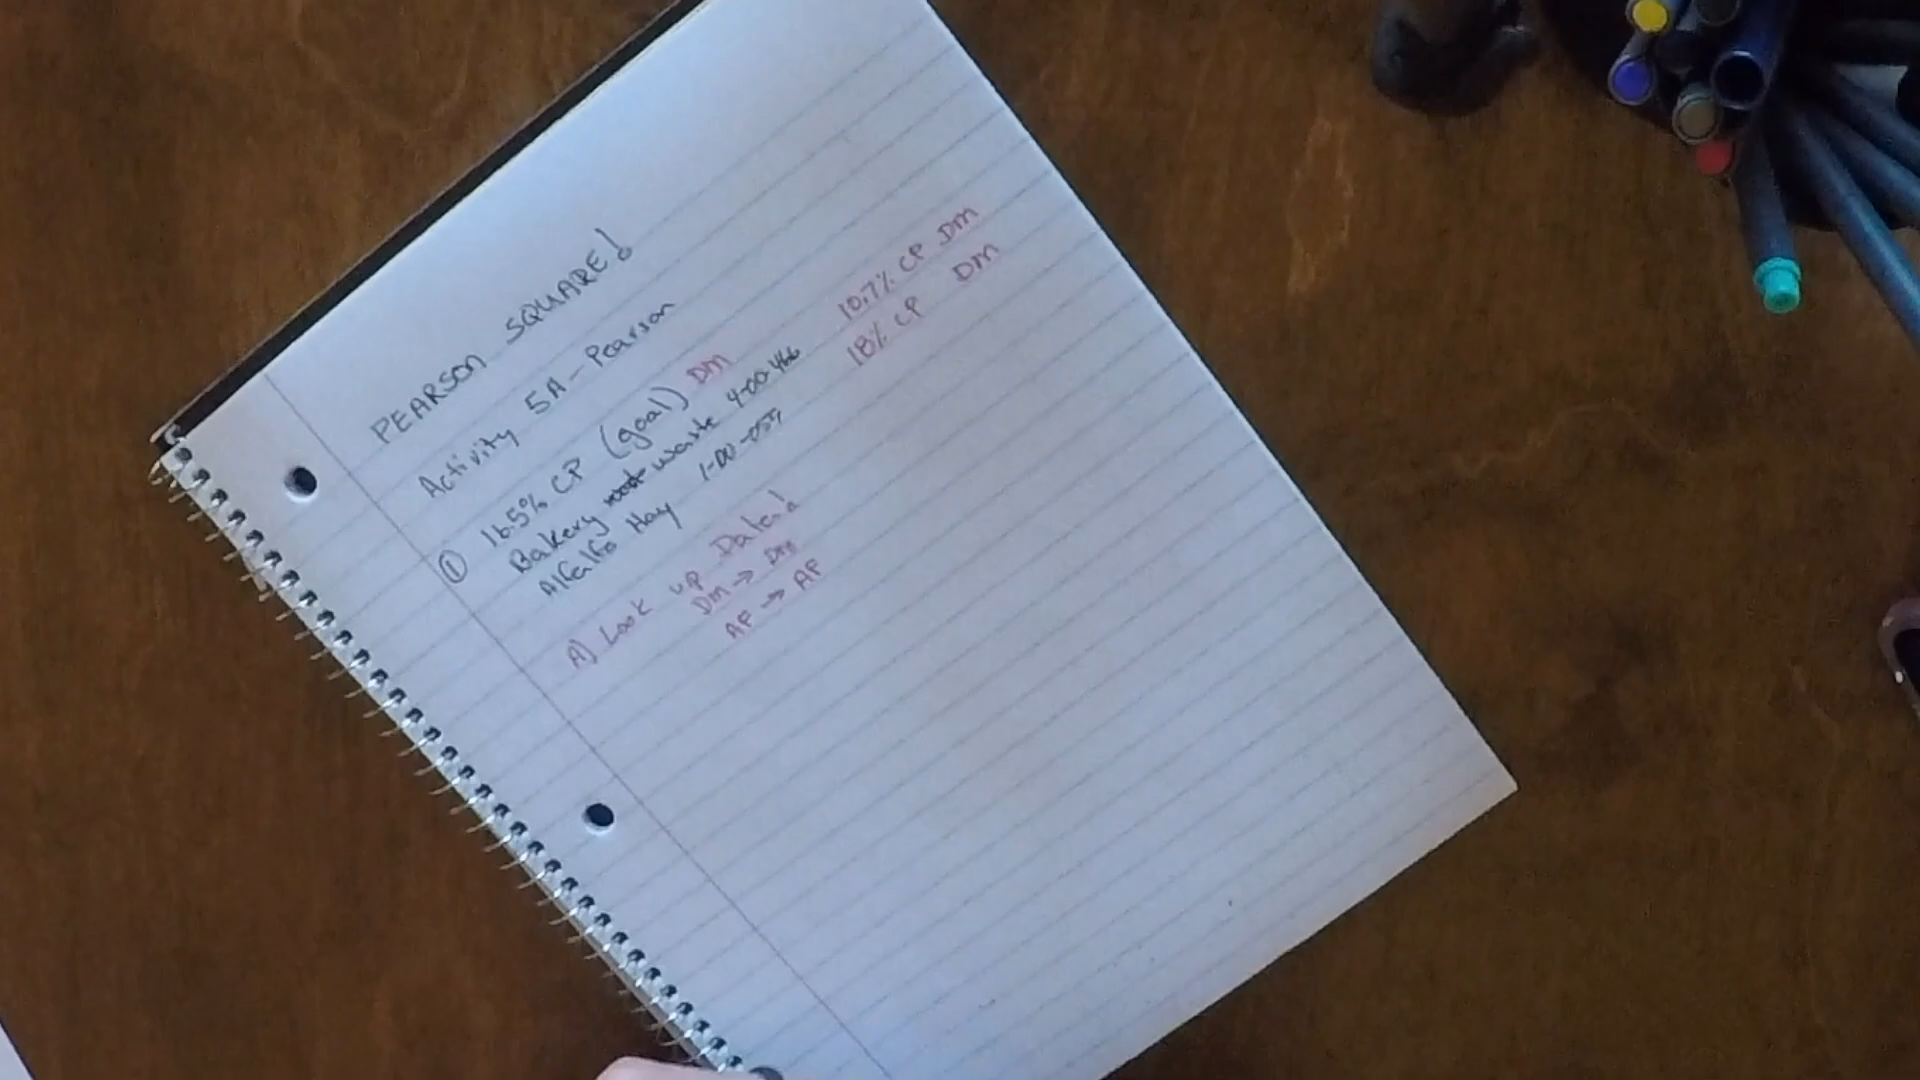 PEARSON SQUARE!
Activity 5A - Pearson
① 16.5% CP (goal) DM
Bakery waste 4-00-466 10.7% CP DM
Alfalfa Hay 1-00- 18% CP DM
A) Look up Data!
DM → DM
AF → AF